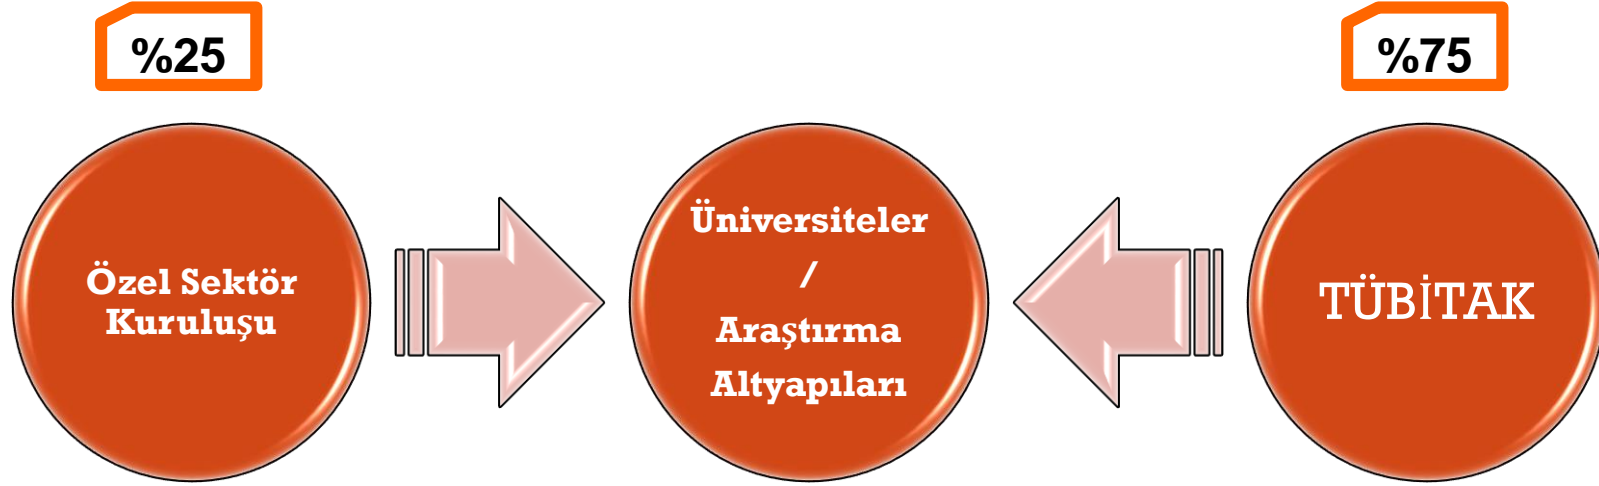 %25
%75
Özel Sektör
Kuruluşu
Üniversiteler
/
Araştırma
Altyapıları
TÜBİTAK